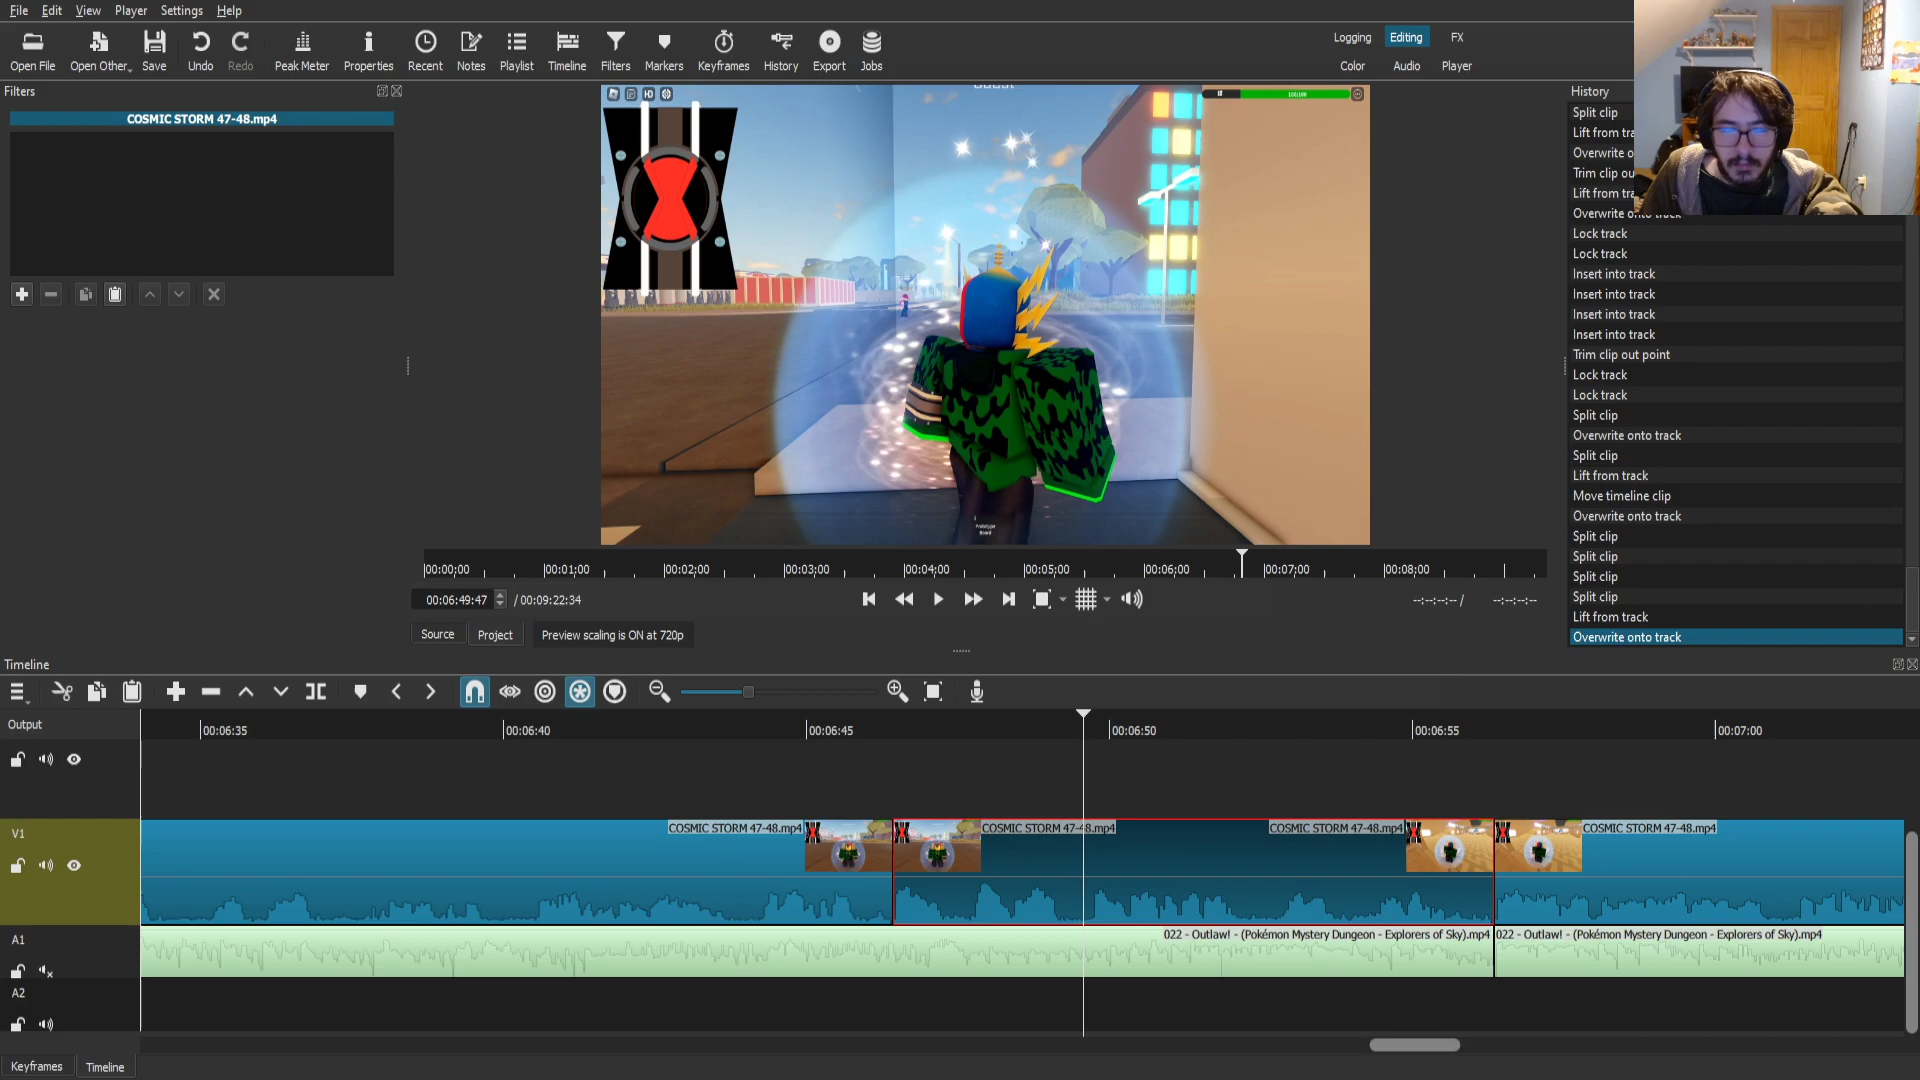 File Edit View Player Settings Help
Open File Open Other Save Undo Redo Peak Meter Properties Recent Notes Playlist Timeline Filters Markers Keyframes History Export Jobs
Logging Editing FX
Color Audio Player
Filters
COSMIC STORM 47-48.mp4
HD
100/100
Prototype
Board
00:00:00 00:01:00 00:02:00 00:03:00 00:04:00 00:05:00 00:06:00 00:07:00 00:08:00
00:06:49:47 / 00:09:22:34
--:--:--:-- / --:--:--:--
Source Project Preview scaling is ON at 720p
History
Split clip
Lift from tra
Overwrite o
Trim clip ou
Lift from tra
Overwrite onto track
Lock track
Lock track
Insert into track
Insert into track
Insert into track
Insert into track
Trim clip out point
Lock track
Lock track
Split clip
Overwrite onto track
Split clip
Lift from track
Move timeline clip
Overwrite onto track
Split clip
Split clip
Split clip
Split clip
Lift from track
Overwrite onto track
Timeline
Output
00:06:35 00:06:40 00:06:45 00:06:50 00:06:55 00:07:00
V1
COSMIC STORM 47-48.mp4 COSMIC STORM 47-48.mp4 COSMIC STORM 47-48.mp4 COSMIC STORM 47-48.mp4
A1
022 - Outlaw! - (Pokémon Mystery Dungeon - Explorers of Sky).mp4 022 - Outlaw! - (Pokémon Mystery Dungeon - Explorers of Sky).mp4
A2
Keyframes Timeline